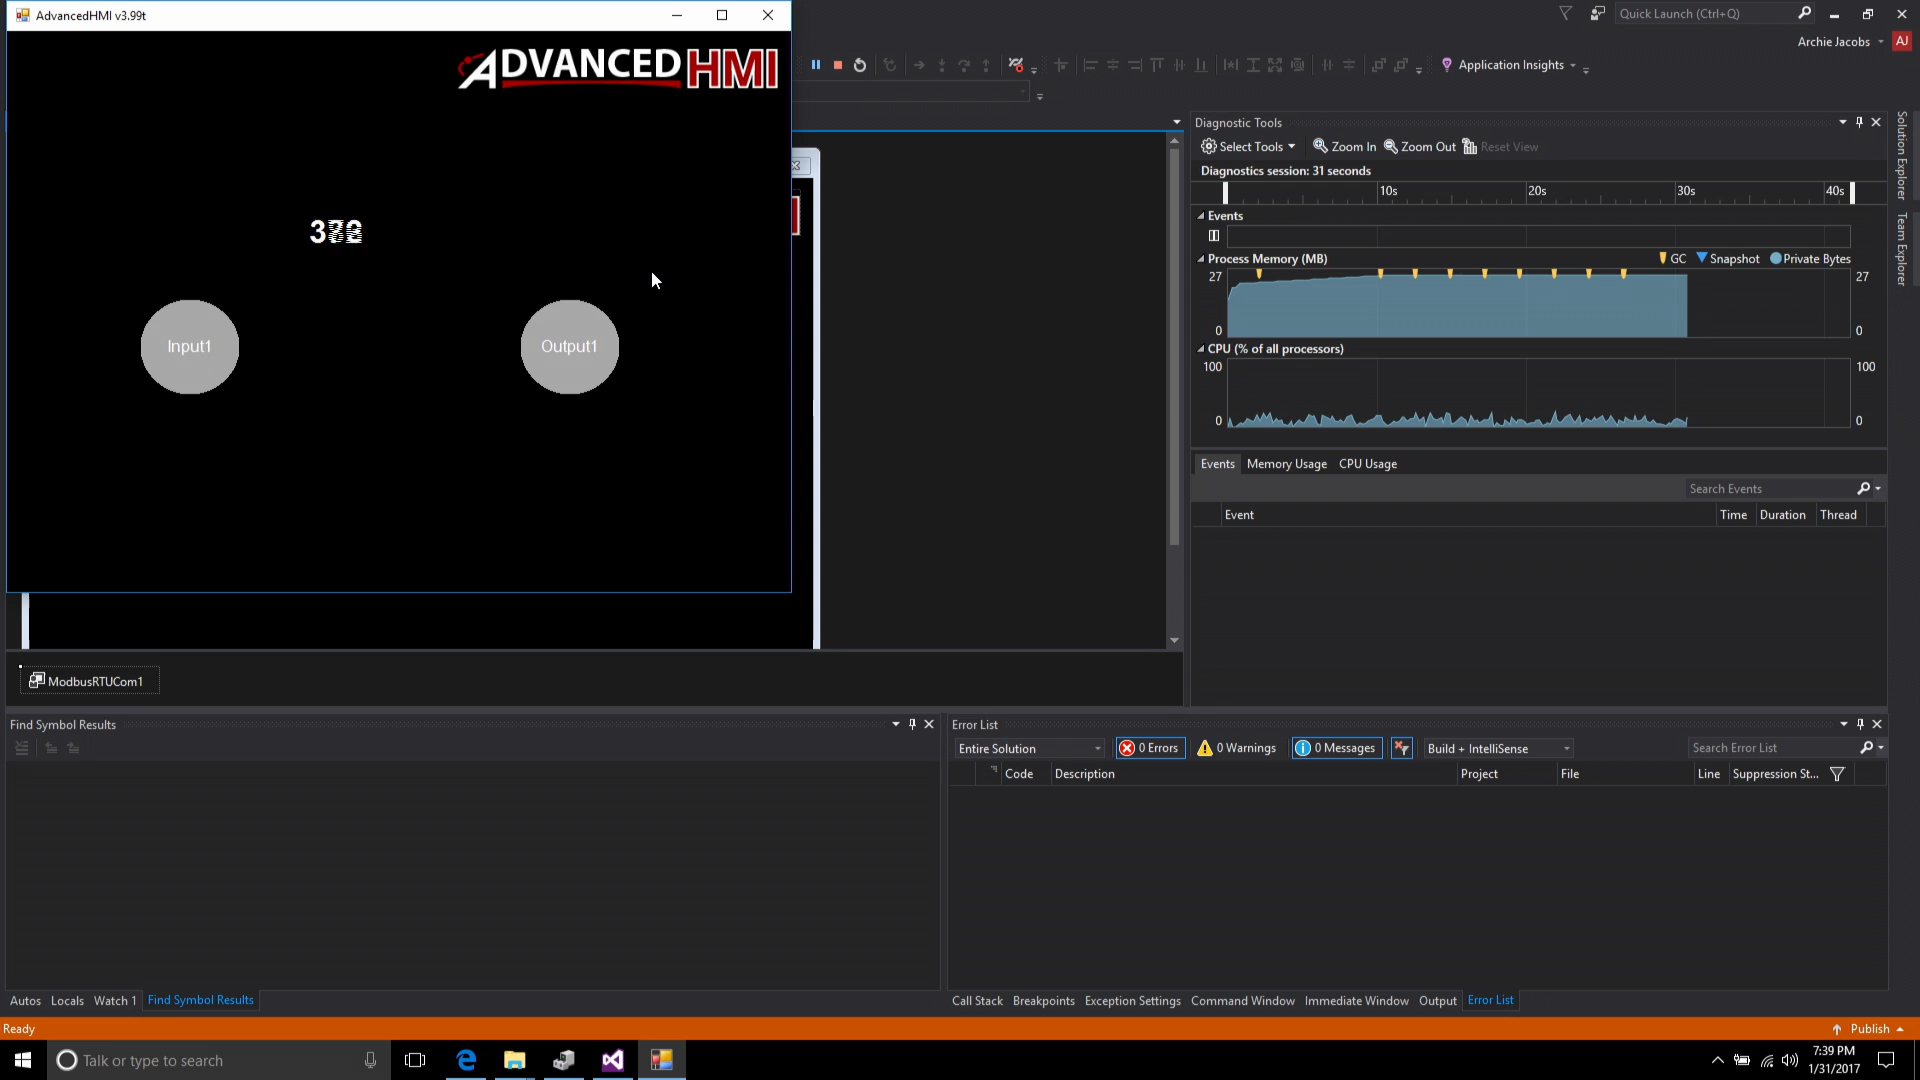 AdvancedHMI v3.99t
Quick Launch (Ctrl+Q)
Archie Jacobs
AJ
ADVANCED HMI
Application Insights
Diagnostic Tools
Select Tools
Zoom In
Zoom Out
Reset View
Diagnostics session: 31 seconds
10s
20s
30s
40s
Events
Process Memory (MB)
GC
Snapshot
Private Bytes
27
27
0
0
CPU (% of all processors)
100
100
0
0
Input1
Output1
Events
Memory Usage
CPU Usage
Search Events
Event
Time
Duration
Thread
Solution Explorer
Team Explorer
ModbusRTUCom1
Find Symbol Results
Error List
Entire Solution
0 Errors
0 Warnings
0 Messages
Build + IntelliSense
Search Error List
Code
Description
Project
File
Line
Suppression St...
Autos
Locals
Watch 1
Find Symbol Results
Call Stack
Breakpoints
Exception Settings
Command Window
Immediate Window
Output
Error List
Ready
Publish
Talk or type to search
7:39 PM
1/31/2017